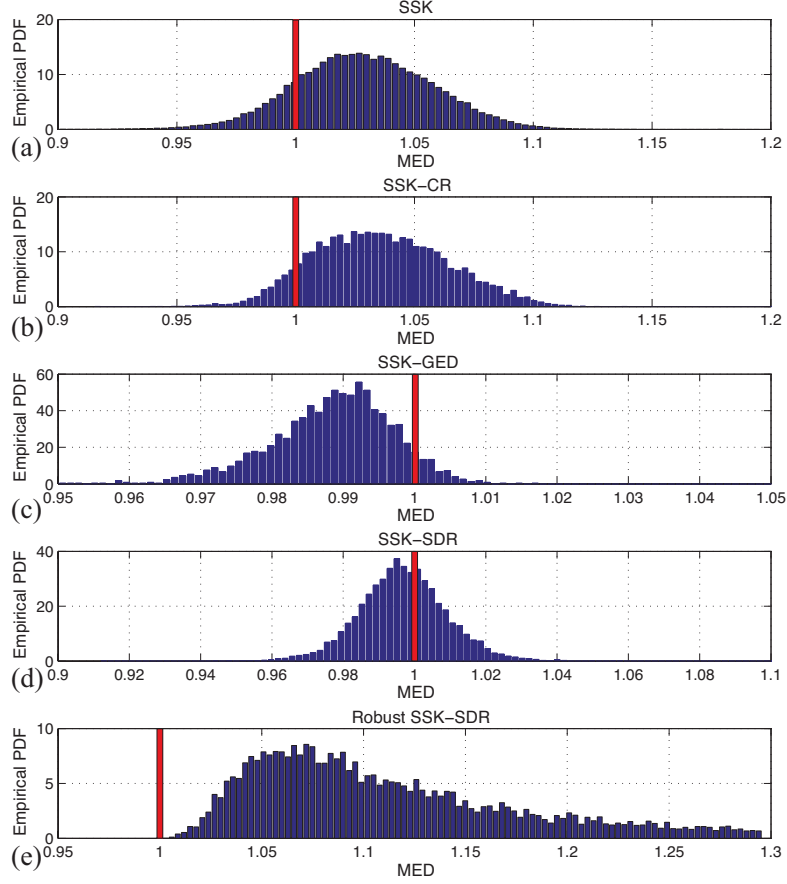 SSK
Empirical PDF
20
10
0
0.9 0.95 1 1.05 1.1 1.15 1.2
MED
(a)
SSK-CR
Empirical PDF
20
10
0
0.9 0.95 1 1.05 1.1 1.15 1.2
MED
(b)
SSK-GED
Empirical PDF
60
40
20
0
0.95 0.96 0.97 0.98 0.99 1 1.01 1.02 1.03 1.04 1.05
MED
(c)
SSK-SDR
Empirical PDF
40
20
0
0.9 0.92 0.94 0.96 0.98 1 1.02 1.04 1.06 1.08 1.1
MED
(d)
Robust SSK-SDR
Empirical PDF
10
5
0
0.95 1 1.05 1.1 1.15 1.2 1.25 1.3
MED
(e)